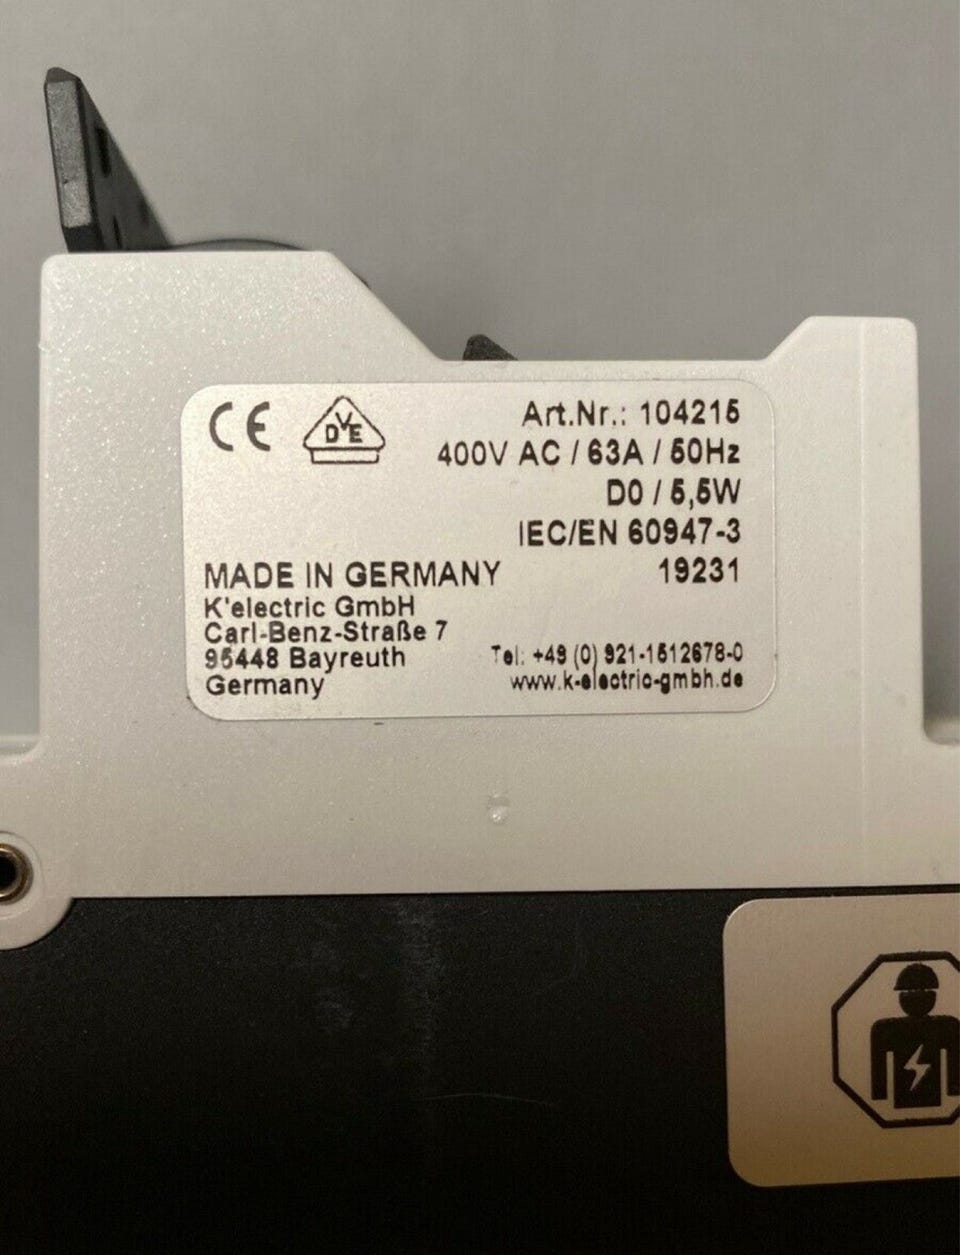 CE
DVE
Art.Nr.: 104215
400V AC / 63A / 50Hz
D0 / 5,5W
IEC/EN 60947-3
MADE IN GERMANY 19231
K'electric GmbH
Carl-Benz-Straße 7
95448 Bayreuth
Germany
Tel: +49 (0) 921-1512678-0
www.k-electric-gmbh.de